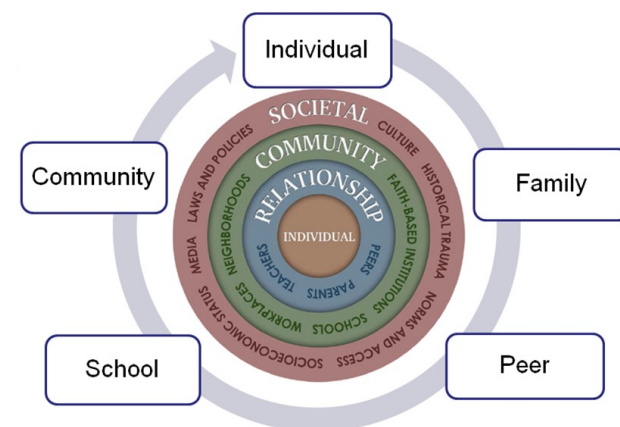 Individual
SOCIETAL
LAWS AND POLICIES
CULTURE
COMMUNITY
HISTORICAL TRAUMA
Community
NEIGHBORHOODS
RELATIONSHIP
FAITH-BASED INSTITUTIONS
Family
INDIVIDUAL
MEDIA
TEACHERS
PARENTS
PEERS
WORKPLACES
SCHOOLS
NORMS AND ACCESS
SOCIOECONOMIC STATUS
School
Peer